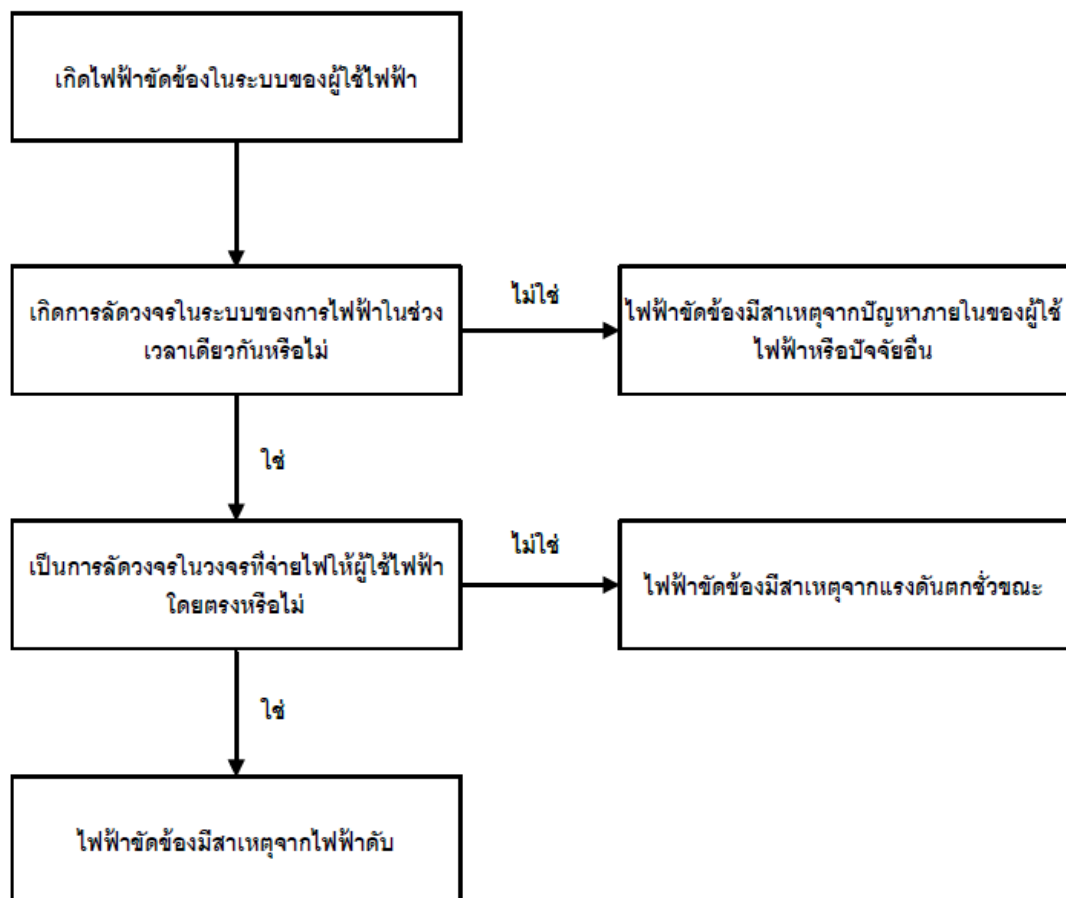 เกิดไฟฟ้าขัดข้องในระบบของผู้ใช้ไฟฟ้า
เกิดการลัดวงจรในระบบของการไฟฟ้าในช่วง
เวลาเดียวกันหรือไม่
ไม่ใช่
ไฟฟ้าขัดข้องมีสาเหตุจากปัญหาภายในของผู้ใช้
ไฟฟ้าหรือปัจจัยอื่น
ใช่
เป็นการลัดวงจรในวงจรที่จ่ายไฟให้ผู้ใช้ไฟฟ้า
โดยตรงหรือไม่
ไม่ใช่
ไฟฟ้าขัดข้องมีสาเหตุจากแรงดันตกชั่วขณะ
ใช่
ไฟฟ้าขัดข้องมีสาเหตุจากไฟฟ้าดับ